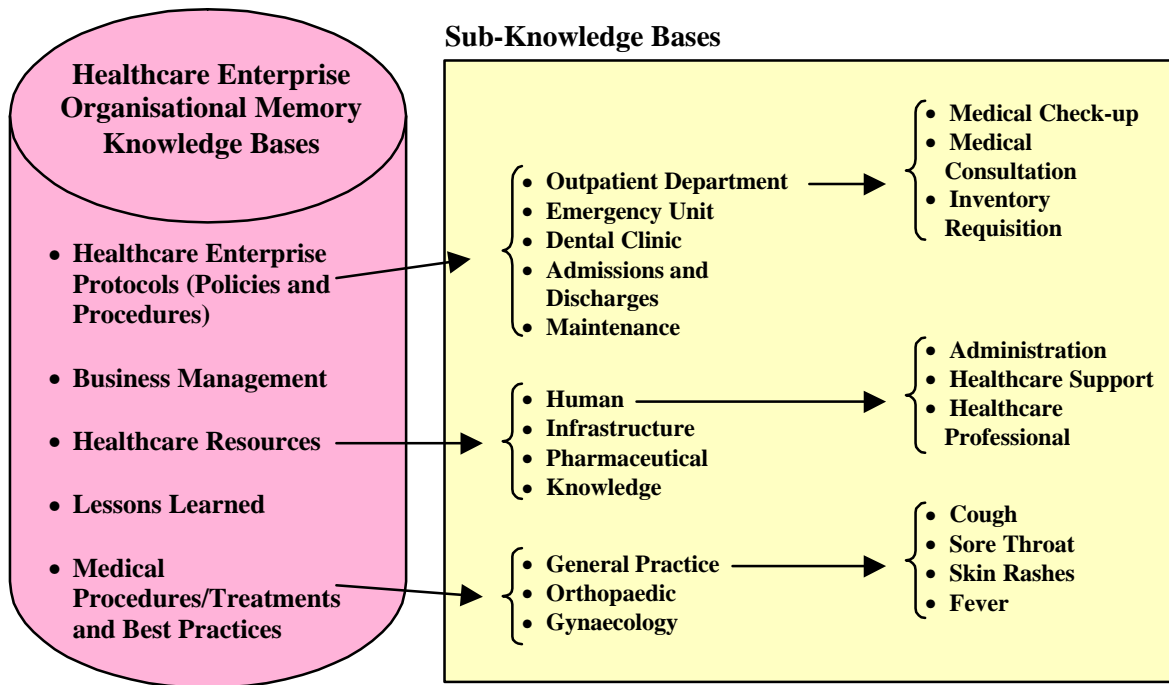 Sub-Knowledge Bases
Healthcare Enterprise
Organisational Memory
Knowledge Bases
• Healthcare Enterprise
Protocols (Policies and
Procedures)
• Business Management
• Healthcare Resources
• Lessons Learned
• Medical
Procedures/Treatments
and Best Practices
• Outpatient Department
• Emergency Unit
• Dental Clinic
• Admissions and
Discharges
• Maintenance
• Human
• Infrastructure
• Pharmaceutical
• Knowledge
• General Practice
• Orthopaedic
• Gynaecology
• Medical Check-up
• Medical
Consultation
• Inventory
Requisition
• Administration
• Healthcare Support
• Healthcare
Professional
• Cough
• Sore Throat
• Skin Rashes
• Fever